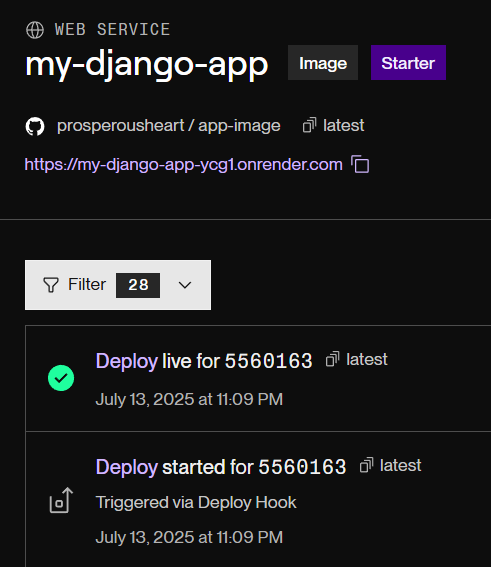 WEB SERVICE
my-django-app Image Starter
prosperousheart / app-image latest
https://my-django-app-ycg1.onrender.com
Filter 28
Deploy live for 5560163 latest
July 13, 2025 at 11:09 PM
Deploy started for 5560163 latest
Triggered via Deploy Hook
July 13, 2025 at 11:09 PM